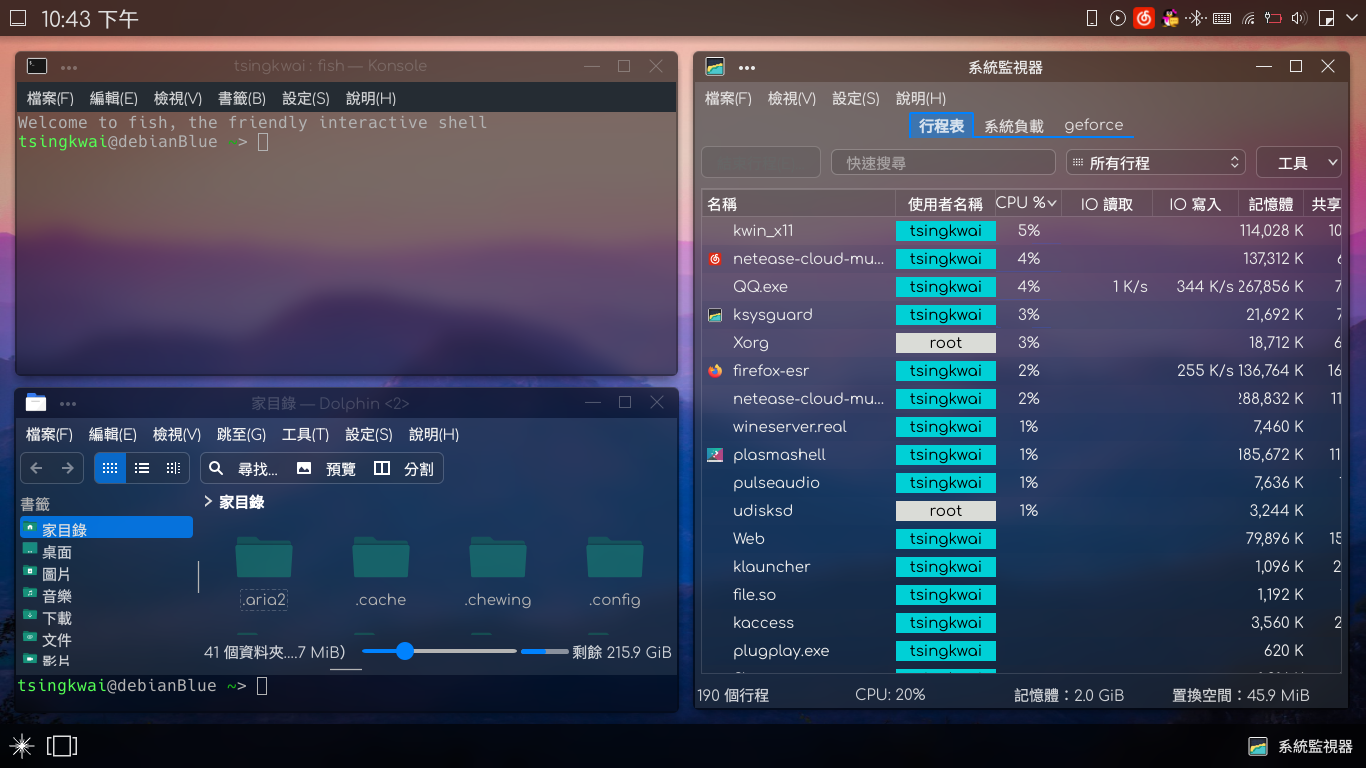 10:43 下午
tsingkwai : fish — Konsole
檔案(F) 編輯(E) 檢視(V) 書籤(B) 設定(S) 說明(H)
Welcome to fish, the friendly interactive shell
tsingkwai@debianBlue ~>
家目錄 — Dolphin <2>
檔案(F) 編輯(E) 檢視(V) 跳至(G) 工具(T) 設定(S) 說明(H)
尋找... 預覽 分割
書籤
家目錄
桌面
圖片
音樂
下載
文件
影片
> 家目錄
.aria2 .cache .chewing .config
41 個資料夾....7 MiB) 剩餘 215.9 GiB
tsingkwai@debianBlue ~>
系統監視器
檔案(F) 檢視(V) 設定(S) 說明(H)
行程表 系統負載 geforce
快速搜尋 所有行程 工具
名稱 使用者名稱 CPU % IO 讀取 IO 寫入 記憶體 共享
kwin_x11 tsingkwai 5% 114,028 K 10
netease-cloud-mu... tsingkwai 4% 137,312 K 6
QQ.exe tsingkwai 4% 1 K/s 344 K/s 267,856 K 7
ksysguard tsingkwai 3% 21,692 K 7
Xorg root 3% 18,712 K 6
firefox-esr tsingkwai 2% 255 K/s 136,764 K 16
netease-cloud-mu... tsingkwai 2% 288,832 K 11
wineserver.real tsingkwai 1% 7,460 K
plasmashell tsingkwai 1% 185,672 K 11
pulseaudio tsingkwai 1% 7,636 K
udisksd root 1% 3,244 K
Web tsingkwai 79,896 K 15
klauncher tsingkwai 1,096 K 2
file.so tsingkwai 1,192 K
kaccess tsingkwai 3,560 K 2
plugplay.exe tsingkwai 620 K
190 個行程 CPU: 20% 記憶體：2.0 GiB 置換空間：45.9 MiB
系統監視器